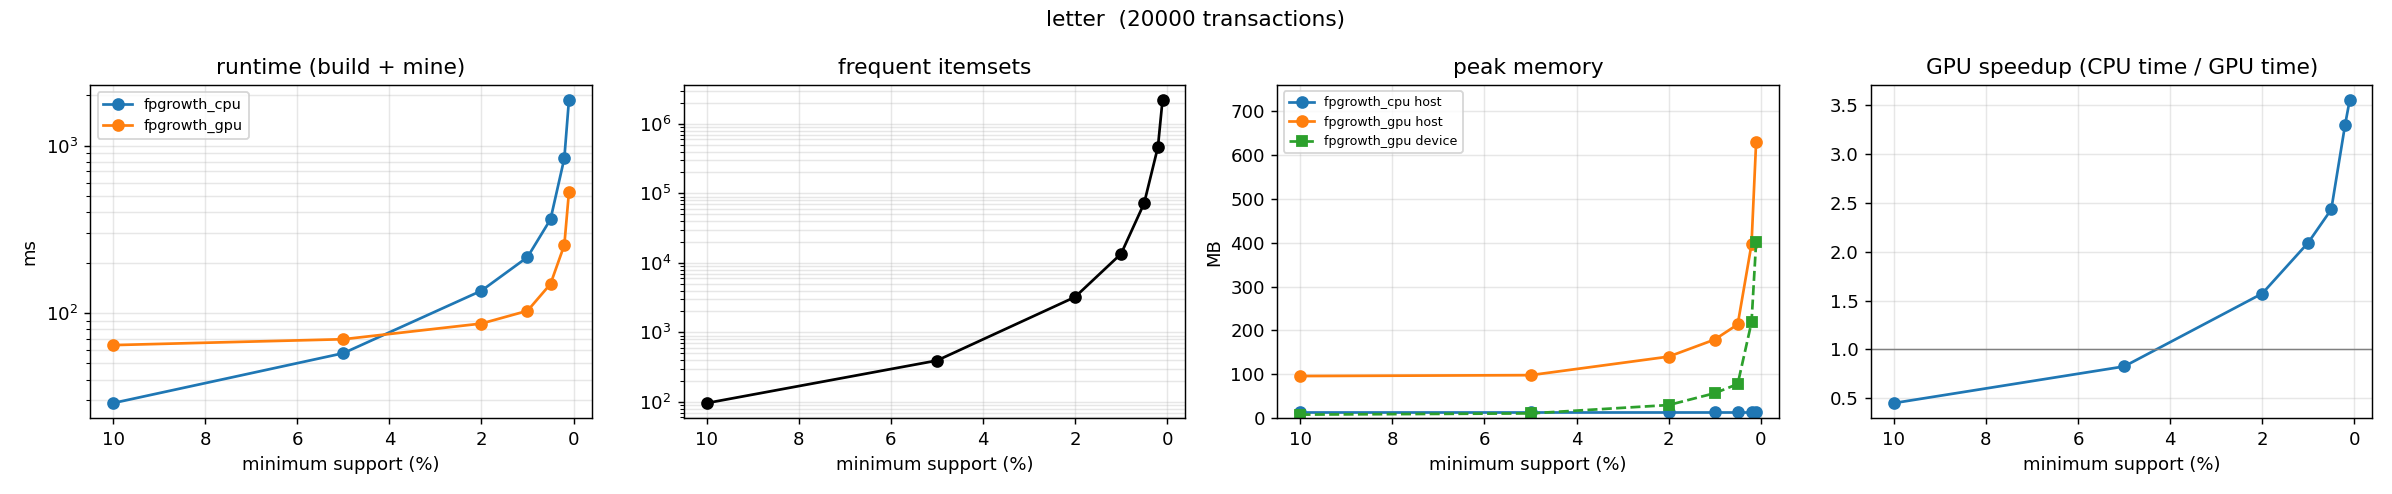 letter  (20000 transactions)
runtime (build + mine)
fpgrowth_cpu
fpgrowth_gpu
10³
10²
ms
10 8 6 4 2 0
minimum support (%)
frequent itemsets
10⁶
10⁵
10⁴
10³
10²
10 8 6 4 2 0
minimum support (%)
peak memory
fpgrowth_cpu host
fpgrowth_gpu host
fpgrowth_gpu device
700
600
500
400
300
200
100
0
MB
10 8 6 4 2 0
minimum support (%)
GPU speedup (CPU time / GPU time)
3.5
3.0
2.5
2.0
1.5
1.0
0.5
10 8 6 4 2 0
minimum support (%)